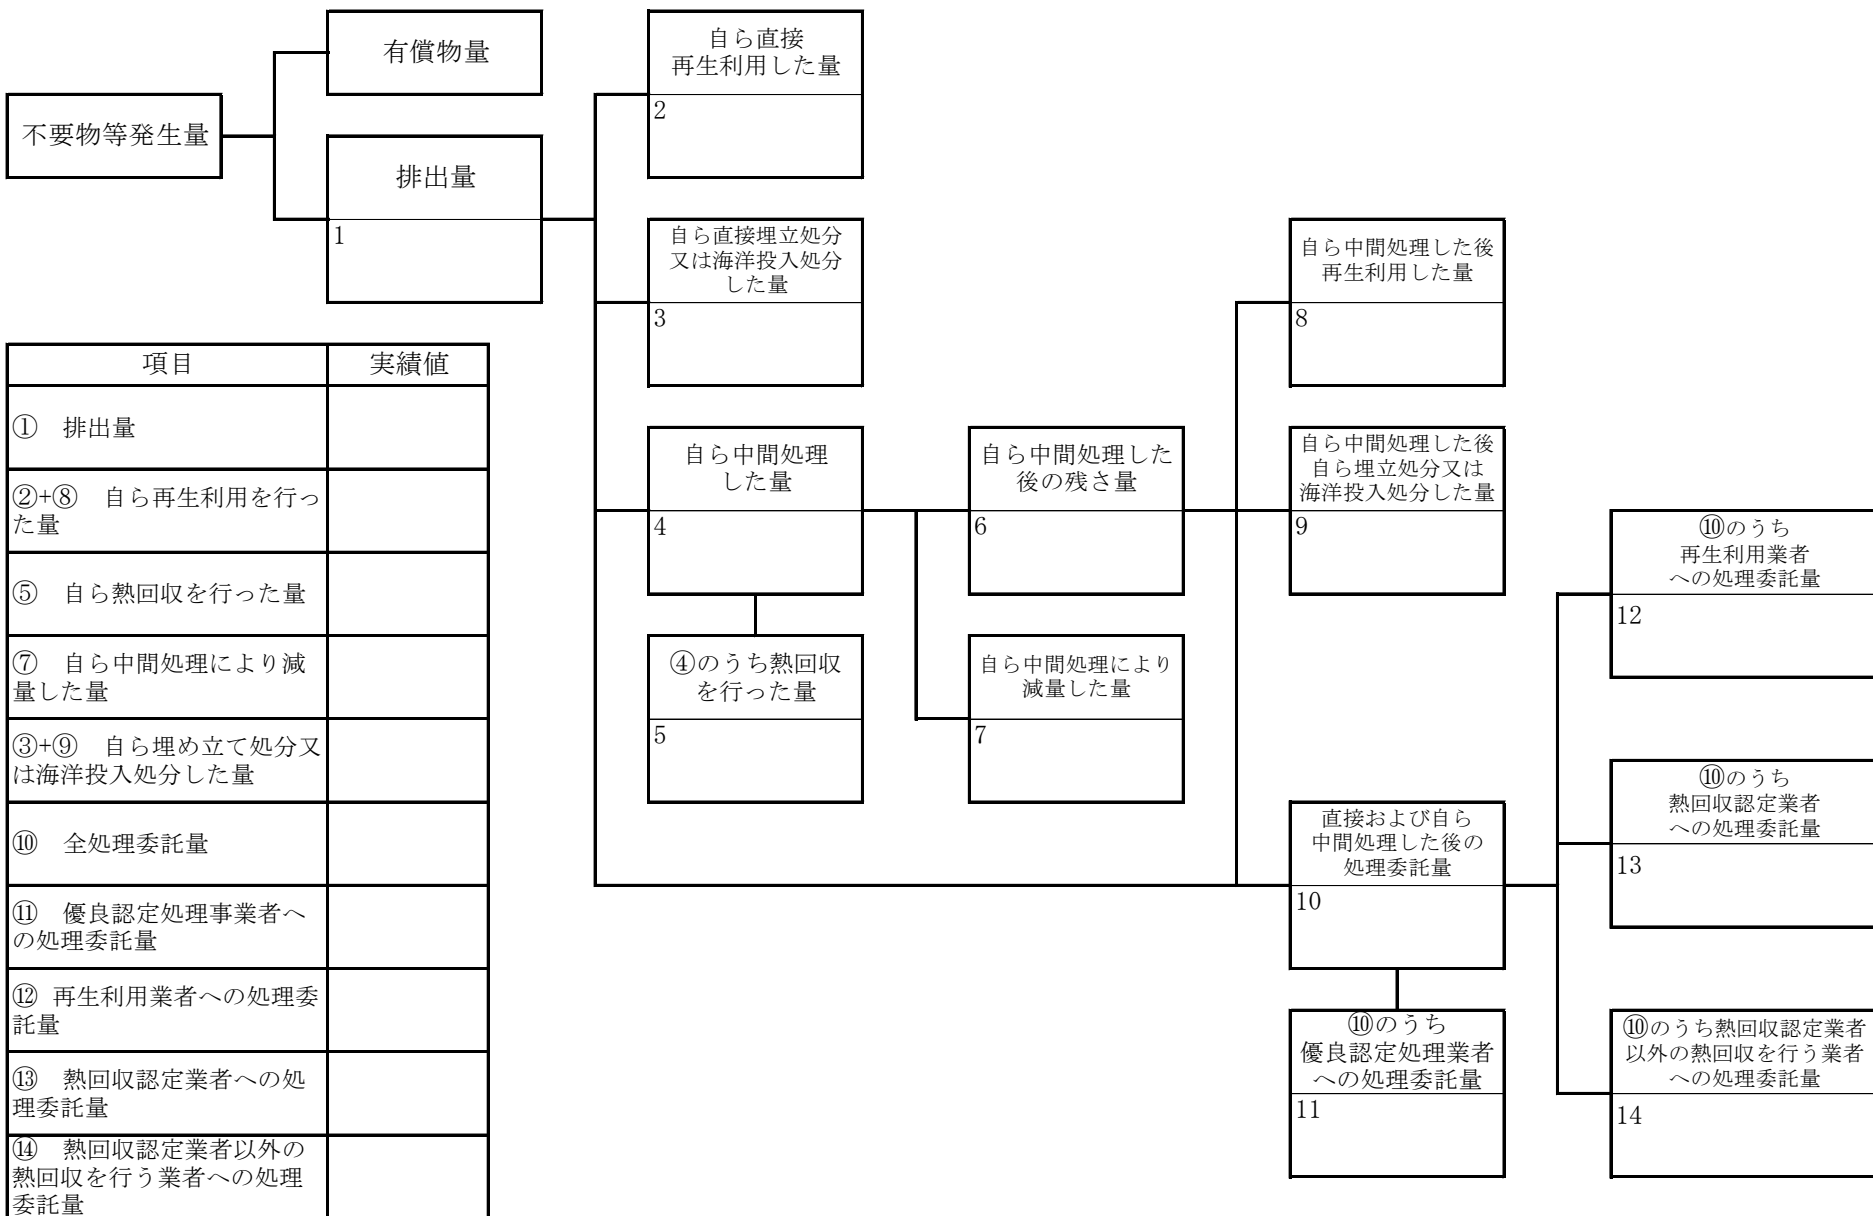 有償物量
不要物等発生量
排出量
1
自ら直接
再生利用した量
2
自ら直接埋立処分
又は海洋投入処分
した量
3
自ら中間処理
した量
4
④のうち熱回収
を行った量
5
自ら中間処理した
後の残さ量
6
自ら中間処理により
減量した量
7
自ら中間処理した後
再生利用した量
8
自ら中間処理した後
自ら埋立処分又は
海洋投入処分した量
9
直接および自ら
中間処理した後の
処理委託量
10
⑩のうち
優良認定処理業者
への処理委託量
11
⑩のうち
再生利用業者
への処理委託量
12
⑩のうち
熱回収認定業者
への処理委託量
13
⑩のうち熱回収認定業者
以外の熱回収を行う業者
への処理委託量
14
項目 実績値
① 排出量
②+⑧ 自ら再生利用を行っ
た量
⑤ 自ら熱回収を行った量
⑦ 自ら中間処理により減
量した量
③+⑨ 自ら埋め立て処分又
は海洋投入処分した量
⑩ 全処理委託量
⑪ 優良認定処理事業者へ
の処理委託量
⑫ 再生利用業者への処理委
託量
⑬ 熱回収認定業者への処
理委託量
⑭ 熱回収認定業者以外の
熱回収を行う業者への処理
委託量